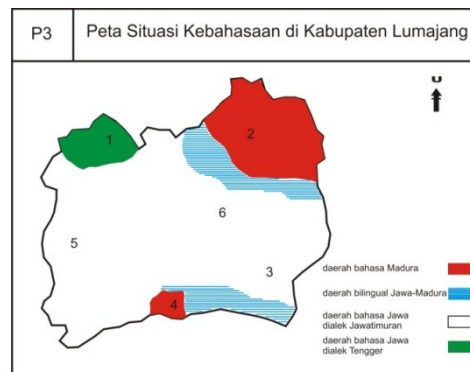 P3
Peta Situasi Kebahasaan di Kabupaten Lumajang
1
2
6
5
3
4
daerah bahasa Madura
daerah bilingual Jawa-Madura
daerah bahasa Jawa
dialek Jawatimuran
daerah bahasa Jawa
dialek Tengger